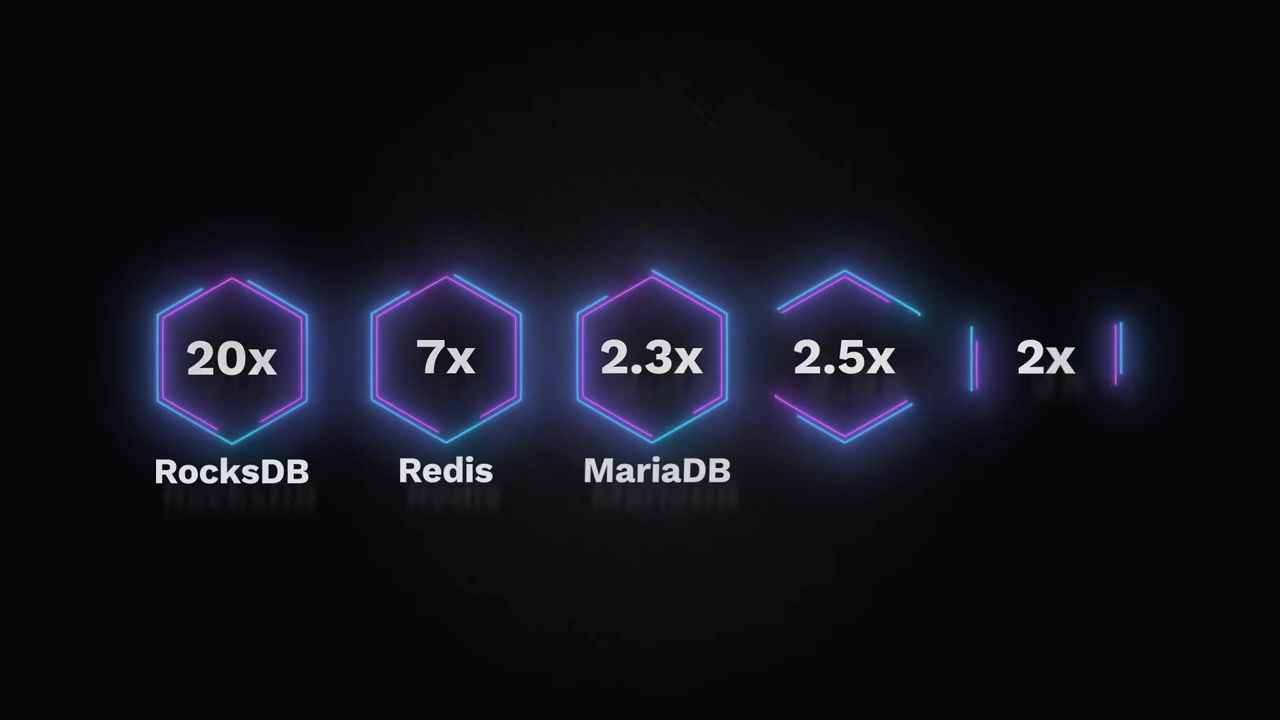 20x
7x
2.3x
2.5x
2x
RocksDB
Redis
MariaDB